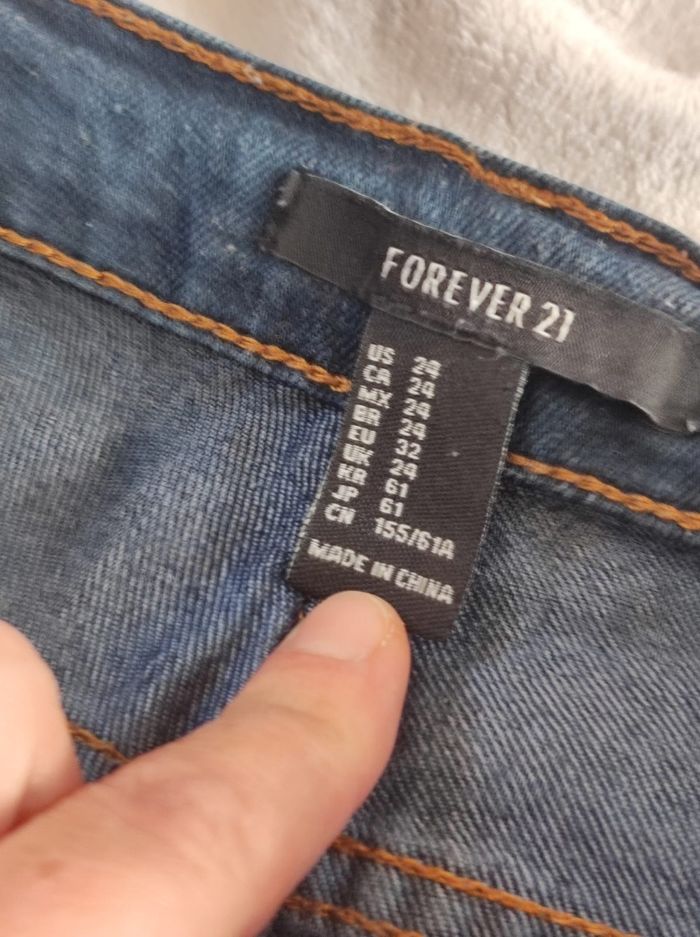 FOREVER 21
US 24
CA 24
MX 24
BR 24
EU 32
UK 24
KR 61
JP 61
CN 155/61A
MADE IN CHINA